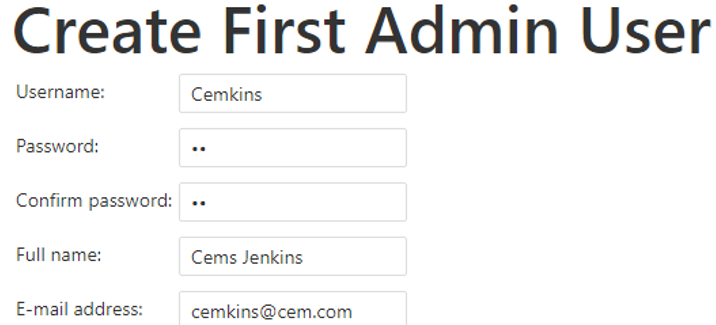 Create First Admin User
Username: Cemkins
Password: ••
Confirm password: ••
Full name: Cems Jenkins
E-mail address: cemkins@cem.com